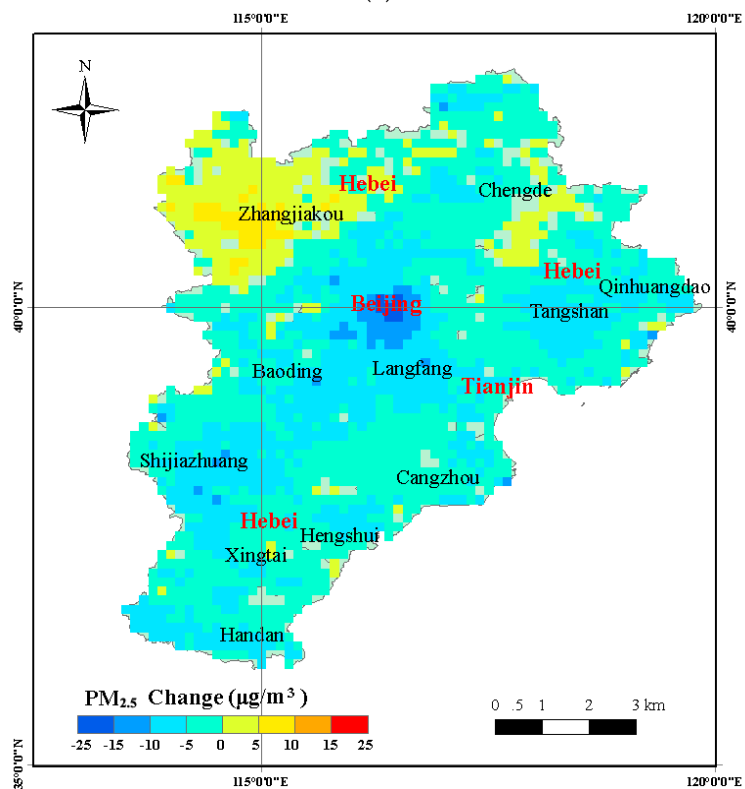 115°0'0"E 120°0'0"E
N
Hebei
Chengde
Zhangjiakou
Hebei
Qinhuangdao
40°0'0"N Beijing Tangshan 40°0'0"N
Baoding Langfang
Tianjin
Shijiazhuang
Cangzhou
Hebei
Hengshui
Xingtai
Handan
PM2.5 Change (μg/m³)
0 .5 1 2 3 km
-25 -15 -10 -5 0 5 10 15 25
35°0'0"N
115°0'0"E 120°0'0"E